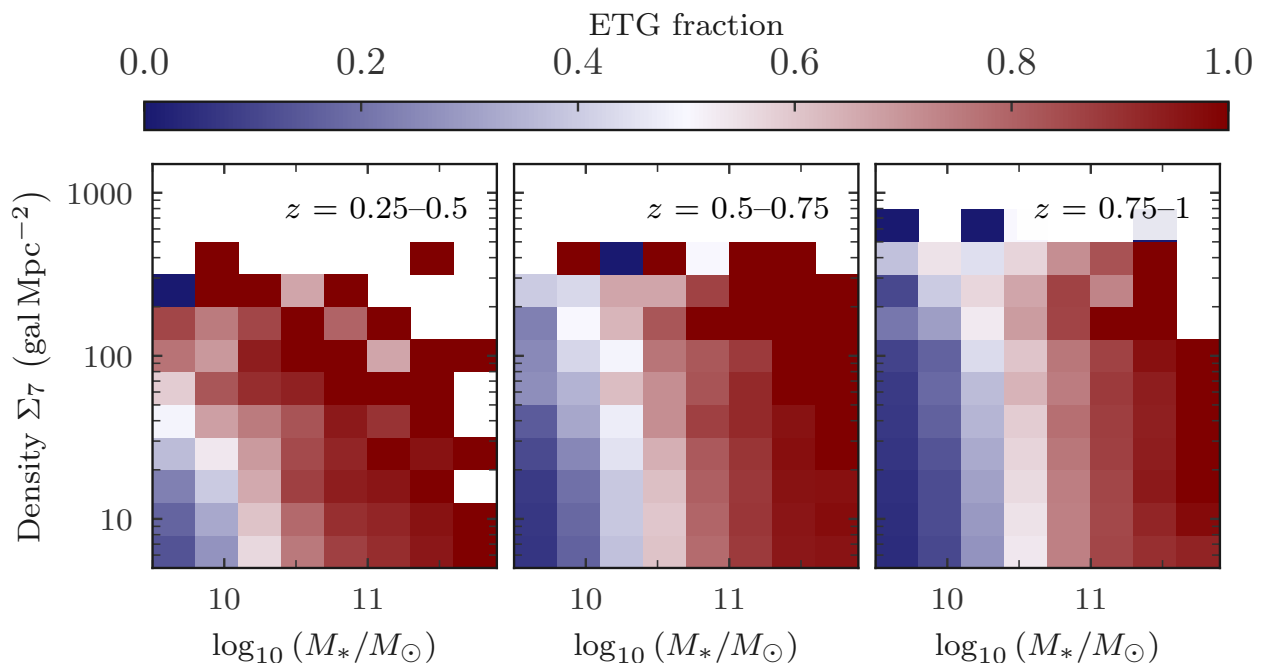 ETG fraction
0.0 0.2 0.4 0.6 0.8 1.0
z = 0.25–0.5 z = 0.5–0.75 z = 0.75–1
1000
100
10
Density Σ₇ (gal Mpc⁻²)
10 11 10 11 10 11
log₁₀ (M∗/M⊙) log₁₀ (M∗/M⊙) log₁₀ (M∗/M⊙)